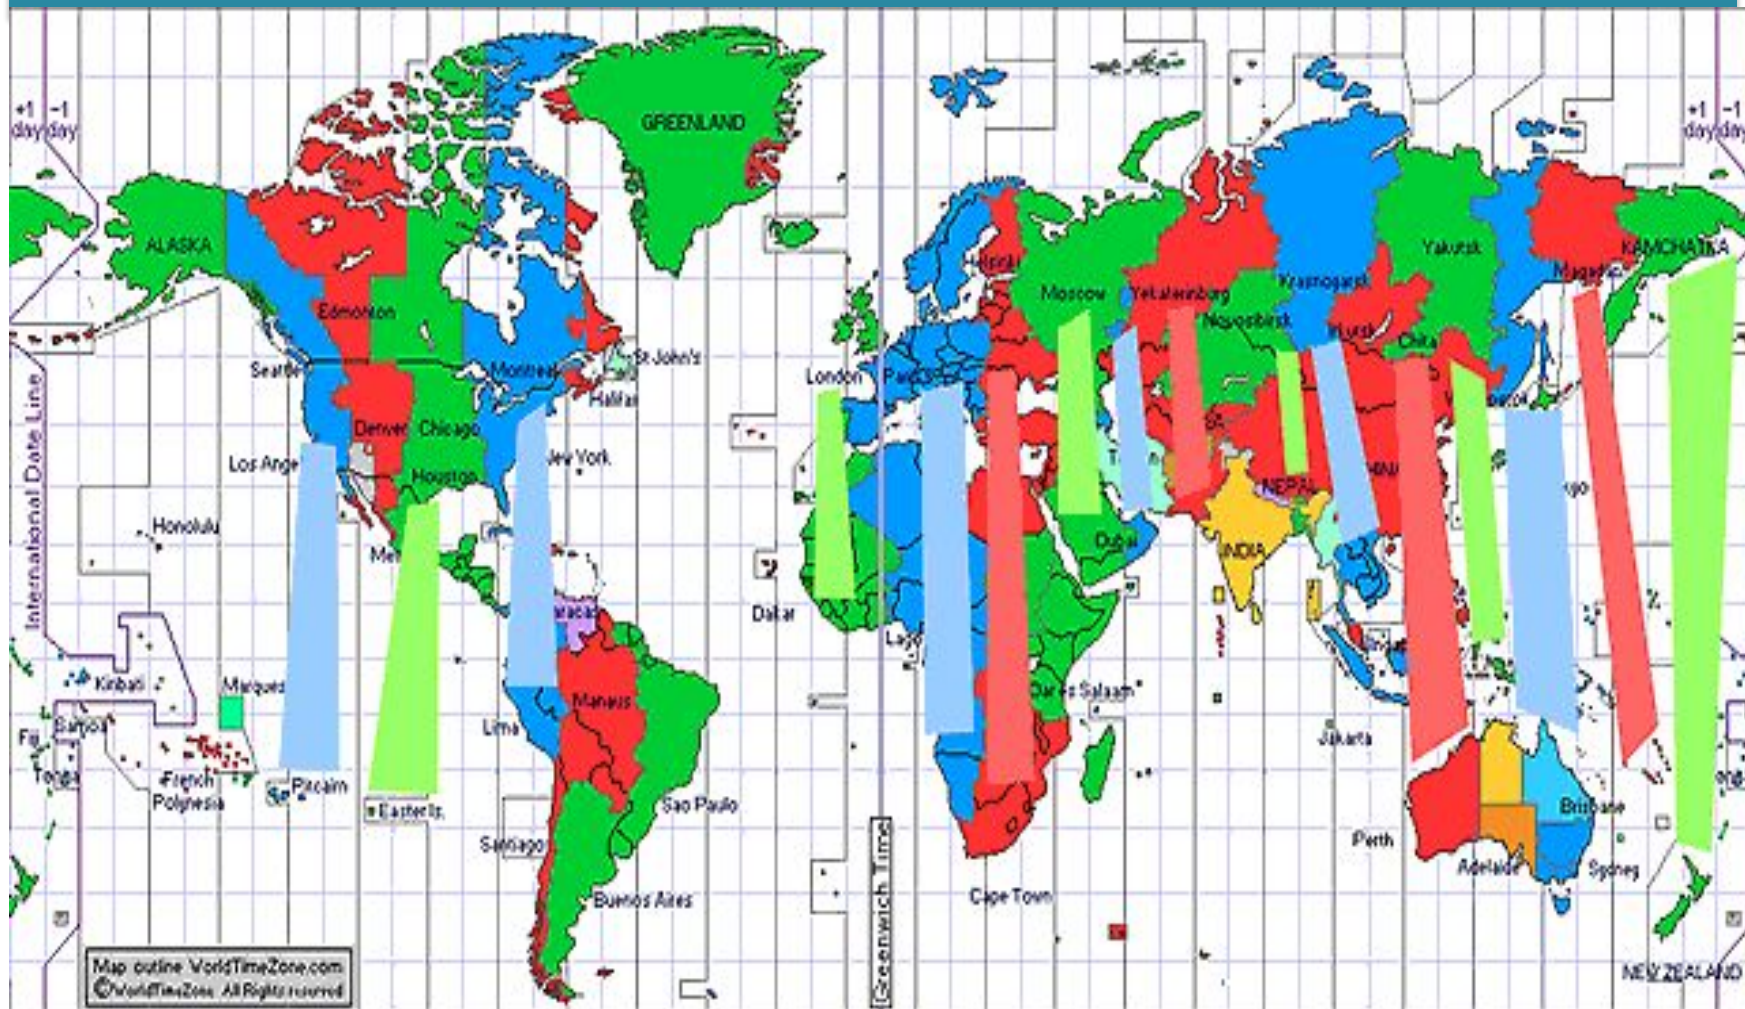 +1 -1
day day
+1 -1
day day
GREENLAND
ALASKA
KAMCHATKA
Yakutsk
Helsinki
Magadan
Moscow
Yekaterinburg
Krasnoyarsk
Edmonton
Novosibirsk
Irkutsk
Chita
Seattle
Montreal
St John's
London
Halifax
Denver
Chicago
Los Ange
New York
Houston
Honolulu
NEPAL
Dubai
INDIA
International Date Line
Dakar
Kiribati
Marques
Dar es Salaam
Manaus
Samoa
Lima
Jakarta
Fiji
Tonga
French
Polynesia
Pitcairn
Easter Is.
Sao Paulo
Brisbane
Santiago
Perth
Adelaide
Sydney
Greenwich Time
Buenos Aires
Cape Town
Map outline WorldTimeZone.com
©WorldTimeZone All Rights reserved
NEW ZEALAND